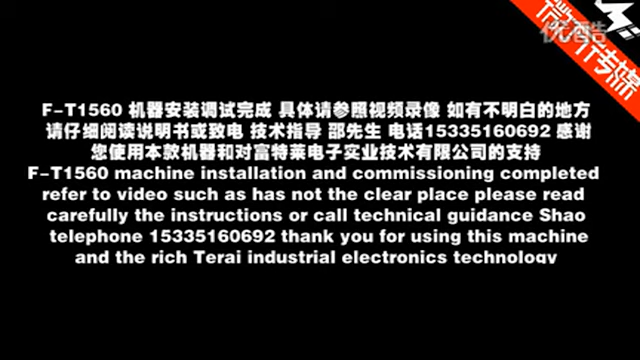 优酷
传媒
F-T1560 机器安装调试完成 具体请参照视频录像 如有不明白的地方
请仔细阅读说明书或致电 技术指导 邵先生 电话15335160692 感谢
您使用本款机器和对富特莱电子实业技术有限公司的支持
F-T1560 machine installation and commissioning completed
refer to video such as has not the clear place please read
carefully the instructions or call technical guidance Shao
telephone 15335160692 thank you for using this machine
and the rich Terai industrial electronics technology